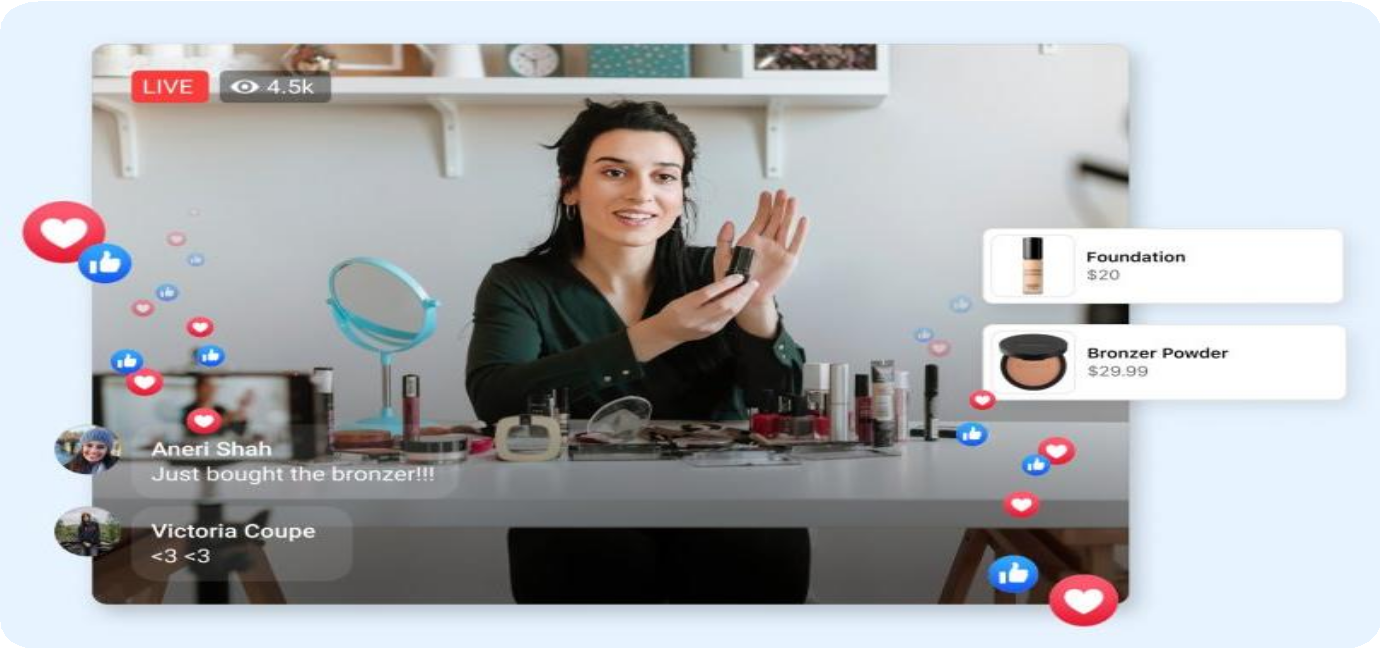 LIVE
4.5k
Foundation
$20
Bronzer Powder
$29.99
Aneri Shah
Just bought the bronzer!!!
Victoria Coupe
<3 <3